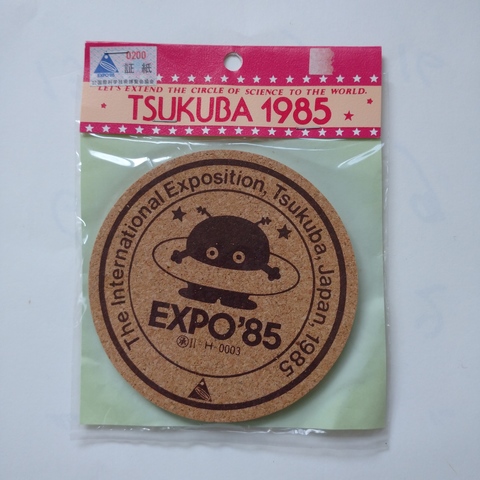 0200
証紙
LET'S EXTEND THE CIRCLE OF SCIENCE TO THE WORLD.
TSUKUBA 1985
The International Exposition, Tsukuba, Japan, 1985
EXPO'85
H-0003